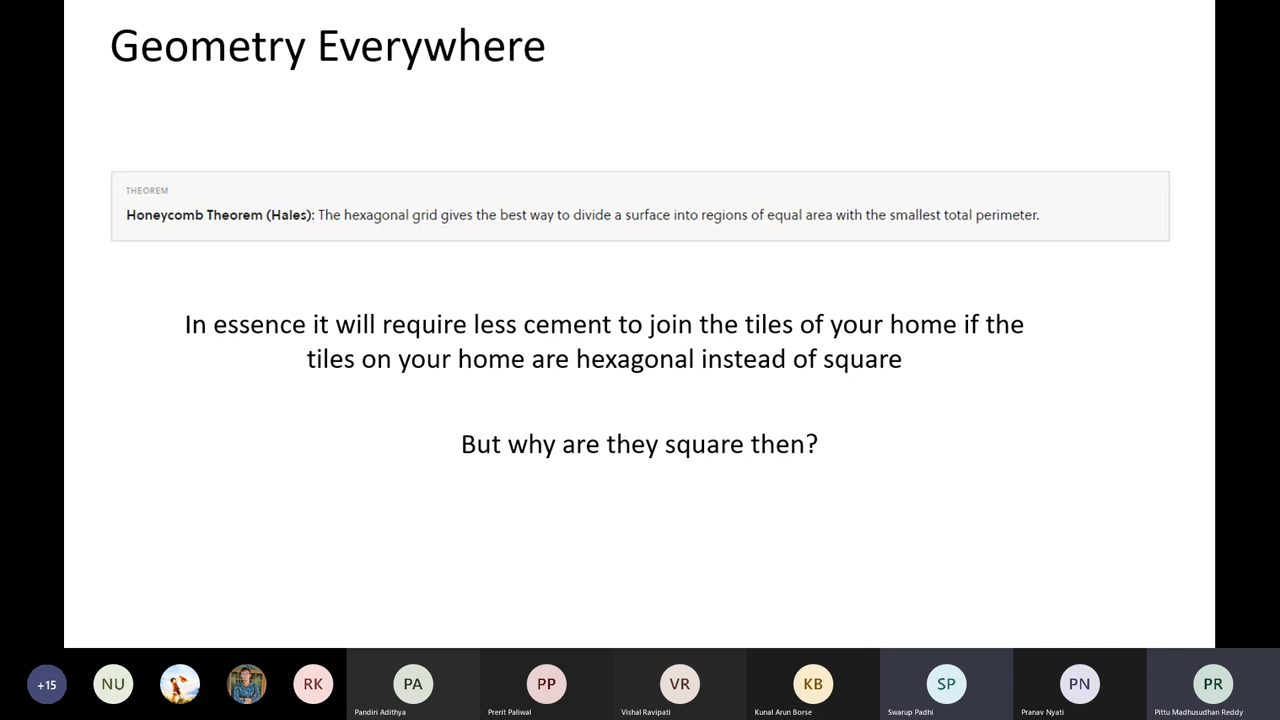 Geometry Everywhere
THEOREM
Honeycomb Theorem (Hales): The hexagonal grid gives the best way to divide a surface into regions of equal area with the smallest total perimeter.
In essence it will require less cement to join the tiles of your home if the
tiles on your home are hexagonal instead of square
But why are they square then?
+15
NU
RK
PA
PP
VR
KB
SP
PN
PR
Pandiri Adithya
Prerit Paliwal
Vishal Ravipati
Kunal Arun Borse
Swarup Padhi
Pranav Nyati
Pittu Madhusudhan Reddy